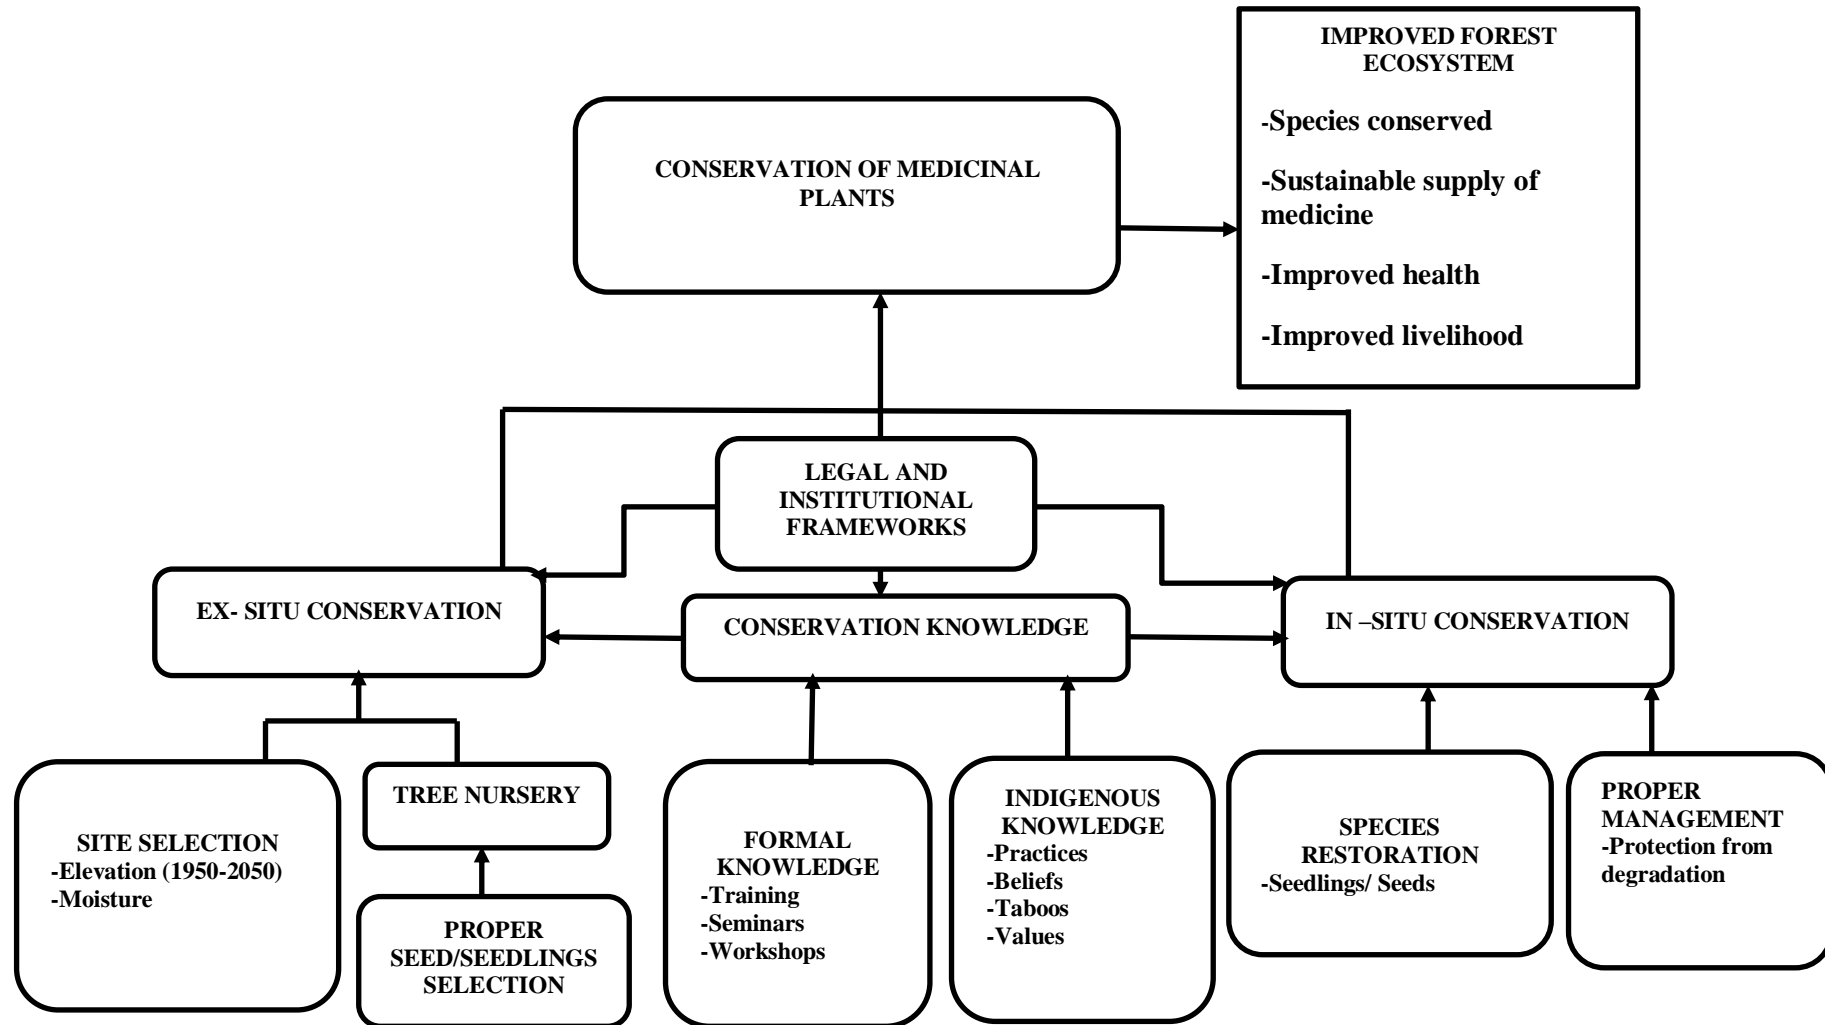 IMPROVED FOREST
ECOSYSTEM
-Species conserved
-Sustainable supply of
medicine
-Improved health
-Improved livelihood
CONSERVATION OF MEDICINAL
PLANTS
LEGAL AND
INSTITUTIONAL
FRAMEWORKS
EX- SITU CONSERVATION
CONSERVATION KNOWLEDGE
IN –SITU CONSERVATION
SITE SELECTION
-Elevation (1950-2050)
-Moisture
TREE NURSERY
PROPER
SEED/SEEDLINGS
SELECTION
FORMAL
KNOWLEDGE
-Training
-Seminars
-Workshops
INDIGENOUS
KNOWLEDGE
-Practices
-Beliefs
-Taboos
-Values
SPECIES
RESTORATION
-Seedlings/ Seeds
PROPER
MANAGEMENT
-Protection from
degradation